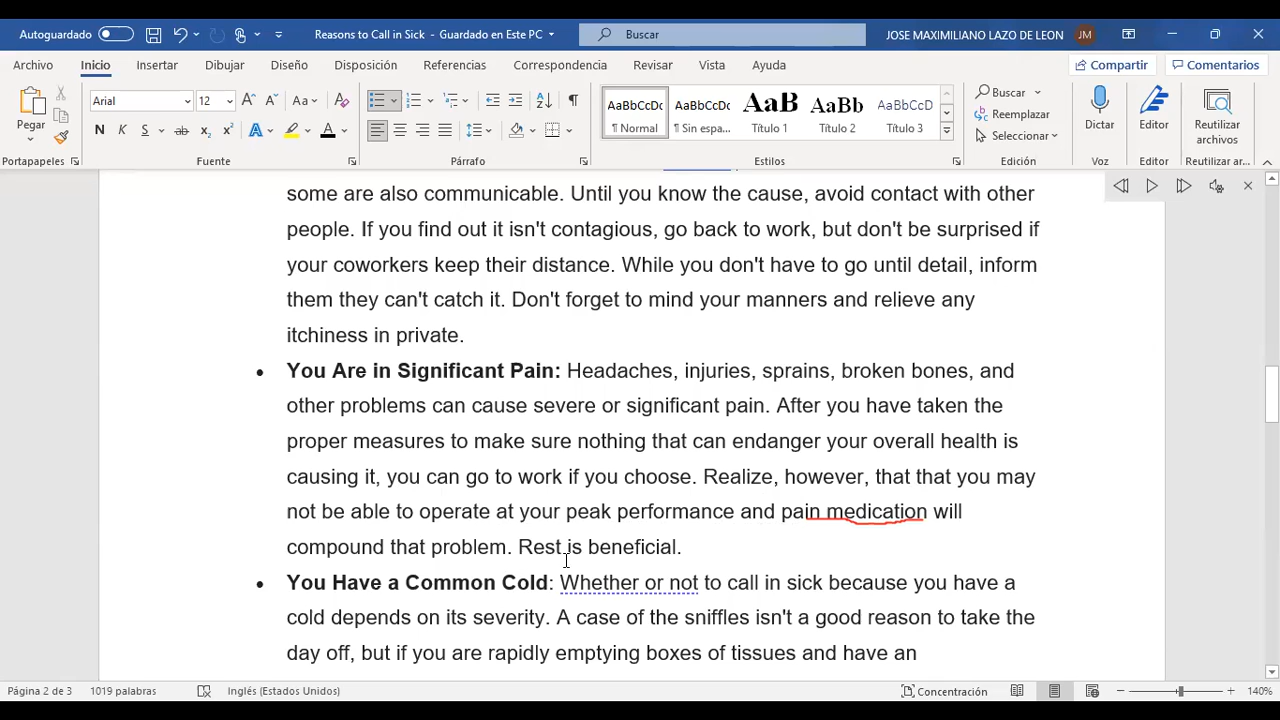 Autoguardado
Reasons to Call in Sick - Guardado en Este PC
Buscar
JOSE MAXIMILIANO LAZO DE LEON
JM
Archivo Inicio Insertar Dibujar Diseño Disposición Referencias Correspondencia Revisar Vista Ayuda
Compartir Comentarios
Arial 12
Aa
Pegar
N K S ab x₂ x² A A
AaBbCcDc AaBbCcDc AaB AaBb AaBbCcD
¶ Normal ¶ Sin espa... Título 1 Título 2 Título 3
Buscar
Reemplazar
Seleccionar
Dictar Editor Reutilizar archivos
Portapapeles Fuente Párrafo Estilos Edición Voz Editor Reutilizar ar...
some are also communicable. Until you know the cause, avoid contact with other
people. If you find out it isn't contagious, go back to work, but don't be surprised if
your coworkers keep their distance. While you don't have to go until detail, inform
them they can't catch it. Don't forget to mind your manners and relieve any
itchiness in private.
• You Are in Significant Pain: Headaches, injuries, sprains, broken bones, and
other problems can cause severe or significant pain. After you have taken the
proper measures to make sure nothing that can endanger your overall health is
causing it, you can go to work if you choose. Realize, however, that that you may
not be able to operate at your peak performance and pain medication will
compound that problem. Rest is beneficial.
• You Have a Common Cold: Whether or not to call in sick because you have a
cold depends on its severity. A case of the sniffles isn't a good reason to take the
day off, but if you are rapidly emptying boxes of tissues and have an
Página 2 de 3 1019 palabras Inglés (Estados Unidos) Concentración 140%